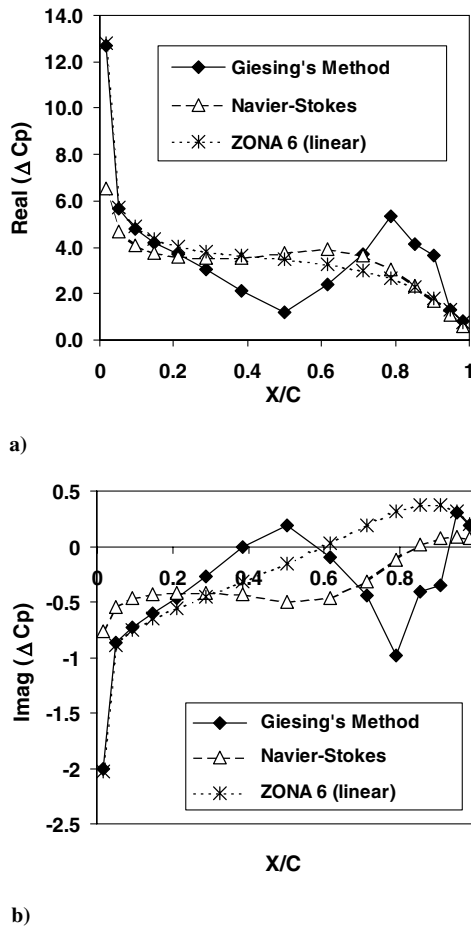 14.0
12.0
10.0
8.0
6.0
4.0
2.0
0.0
Real (Δ Cp)
Giesing's Method
Navier-Stokes
ZONA 6 (linear)
0 0.2 0.4 0.6 0.8 1
X/C
a)
0.5
0
-0.5
-1
-1.5
-2
-2.5
Imag (Δ Cp)
0 0.2 0.4 0.6 0.8
Giesing's Method
Navier-Stokes
ZONA 6 (linear)
X/C
b)